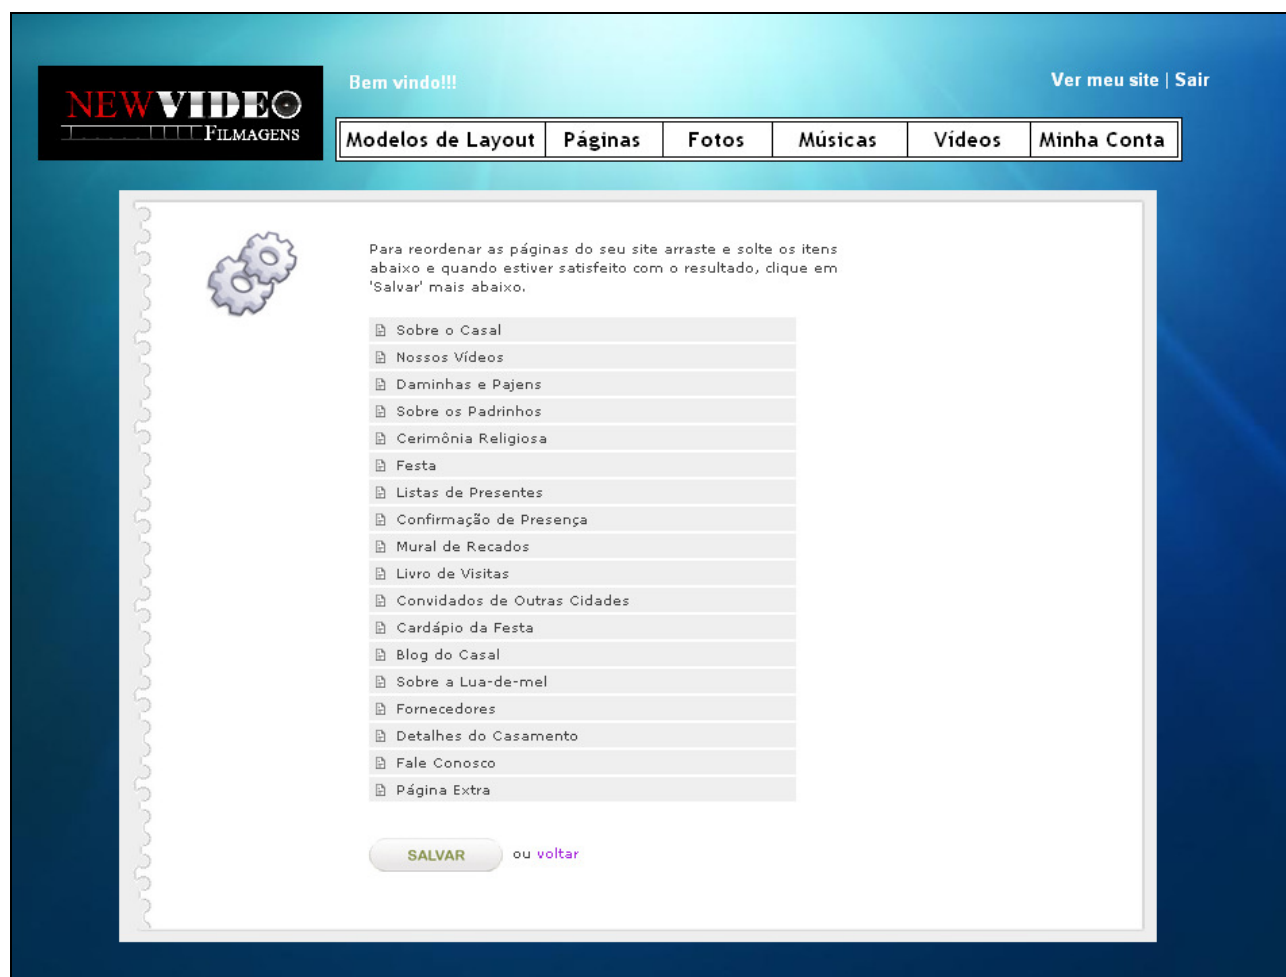 NEWVIDEO
FILMAGENS
Bem vindo!!!
Ver meu site | Sair
Modelos de Layout Páginas Fotos Músicas Vídeos Minha Conta
Para reordenar as páginas do seu site arraste e solte os itens
abaixo e quando estiver satisfeito com o resultado, clique em
'Salvar' mais abaixo.
Sobre o Casal
Nossos Vídeos
Daminhas e Pajens
Sobre os Padrinhos
Cerimônia Religiosa
Festa
Listas de Presentes
Confirmação de Presença
Mural de Recados
Livro de Visitas
Convidados de Outras Cidades
Cardápio da Festa
Blog do Casal
Sobre a Lua-de-mel
Fornecedores
Detalhes do Casamento
Fale Conosco
Página Extra
SALVAR ou voltar